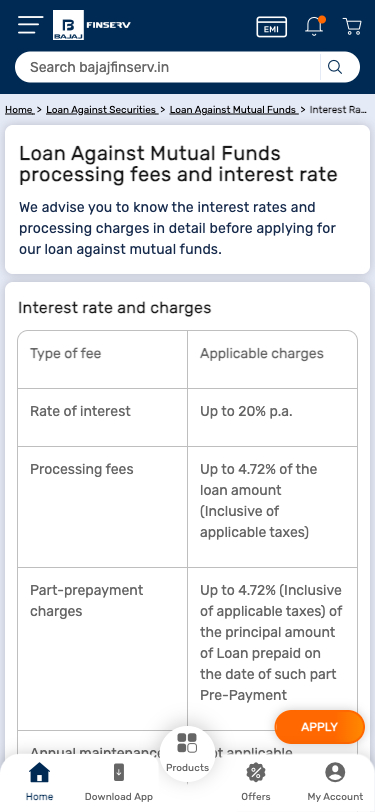 B
BAJAJ
FINSERV
EMI
Search bajajfinserv.in
Home > Loan Against Securities > Loan Against Mutual Funds > Interest Ra...
Loan Against Mutual Funds
processing fees and interest rate
We advise you to know the interest rates and
processing charges in detail before applying for
our loan against mutual funds.
Interest rate and charges
Type of fee
Applicable charges
Rate of interest
Up to 20% p.a.
Processing fees
Up to 4.72% of the
loan amount
(Inclusive of
applicable taxes)
Part-prepayment
charges
Up to 4.72% (Inclusive
of applicable taxes) of
the principal amount
of Loan prepaid on
the date of such part
Pre-Payment
APPLY
Annual maintenance
applicable
Products
Home
Download App
Offers
My Account